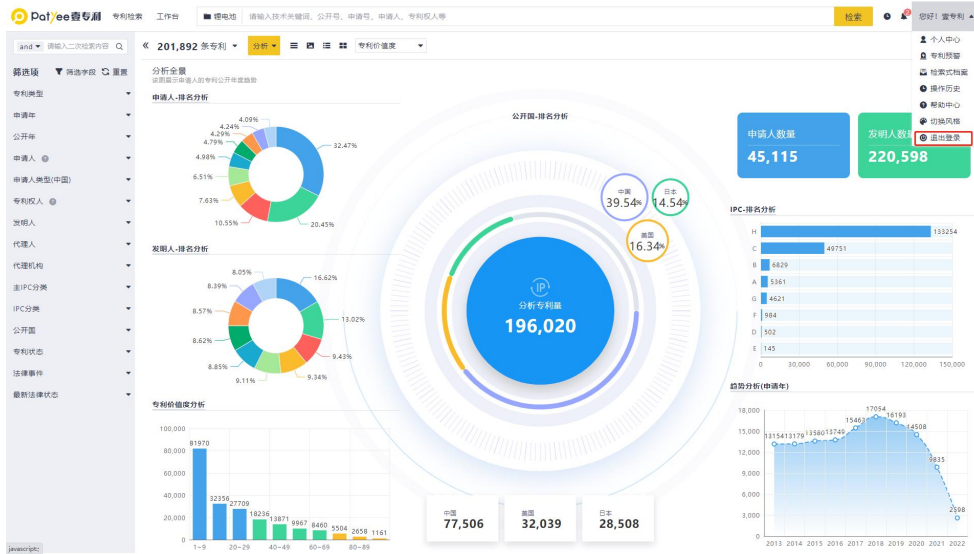 Patyee壹专利 专利检索 工作台 锂电池 请输入技术关键词、公开号、申请号、申请人、专利权人等 检索 您好！壹专利
and 请输入二次检索内容
201,892 条专利 分析 专利价值度
个人中心
专利预警
检索式档案
操作历史
帮助中心
切换风格
退出登录
筛选项 筛选字段 重置
专利类型
申请年
公开年
申请人
申请人类型(中国)
专利权人
发明人
代理人
代理机构
主IPC分类
IPC分类
公开国
专利状态
法律事件
最新法律状态
javascript:;
分析全景
该图展示申请人的专利公开年度趋势
申请人-排名分析
4.09%
4.24%
4.29%
4.79%
4.98%
6.51%
7.63%
10.55%
20.45%
32.47%
发明人-排名分析
8.05%
8.39%
8.57%
8.62%
8.85%
9.11%
9.34%
9.43%
13.02%
16.62%
专利价值度分析
100,000
80,000
60,000
40,000
20,000
0
81970
32356
27709
18236
13871
9967
8460
5504
2658
1161
1~9 20~29 40~49 60~69 80~89
公开国-排名分析
中国
39.54%
日本
14.54%
美国
16.34%
IP
分析专利量
196,020
中国
77,506
美国
32,039
日本
28,508
申请人数量
45,115
发明人数
220,598
IPC-排名分析
H 133254
C 49751
B 6829
A 5361
G 4621
F 984
D 502
E 145
0 30,000 60,000 90,000 120,000 150,000
趋势分析(申请年)
18,000
15,000
12,000
9,000
6,000
3,000
0
13154
13179
13580
13749
1546
17054
16193
14508
9835
2598
2013 2014 2015 2016 2017 2018 2019 2020 2021 2022